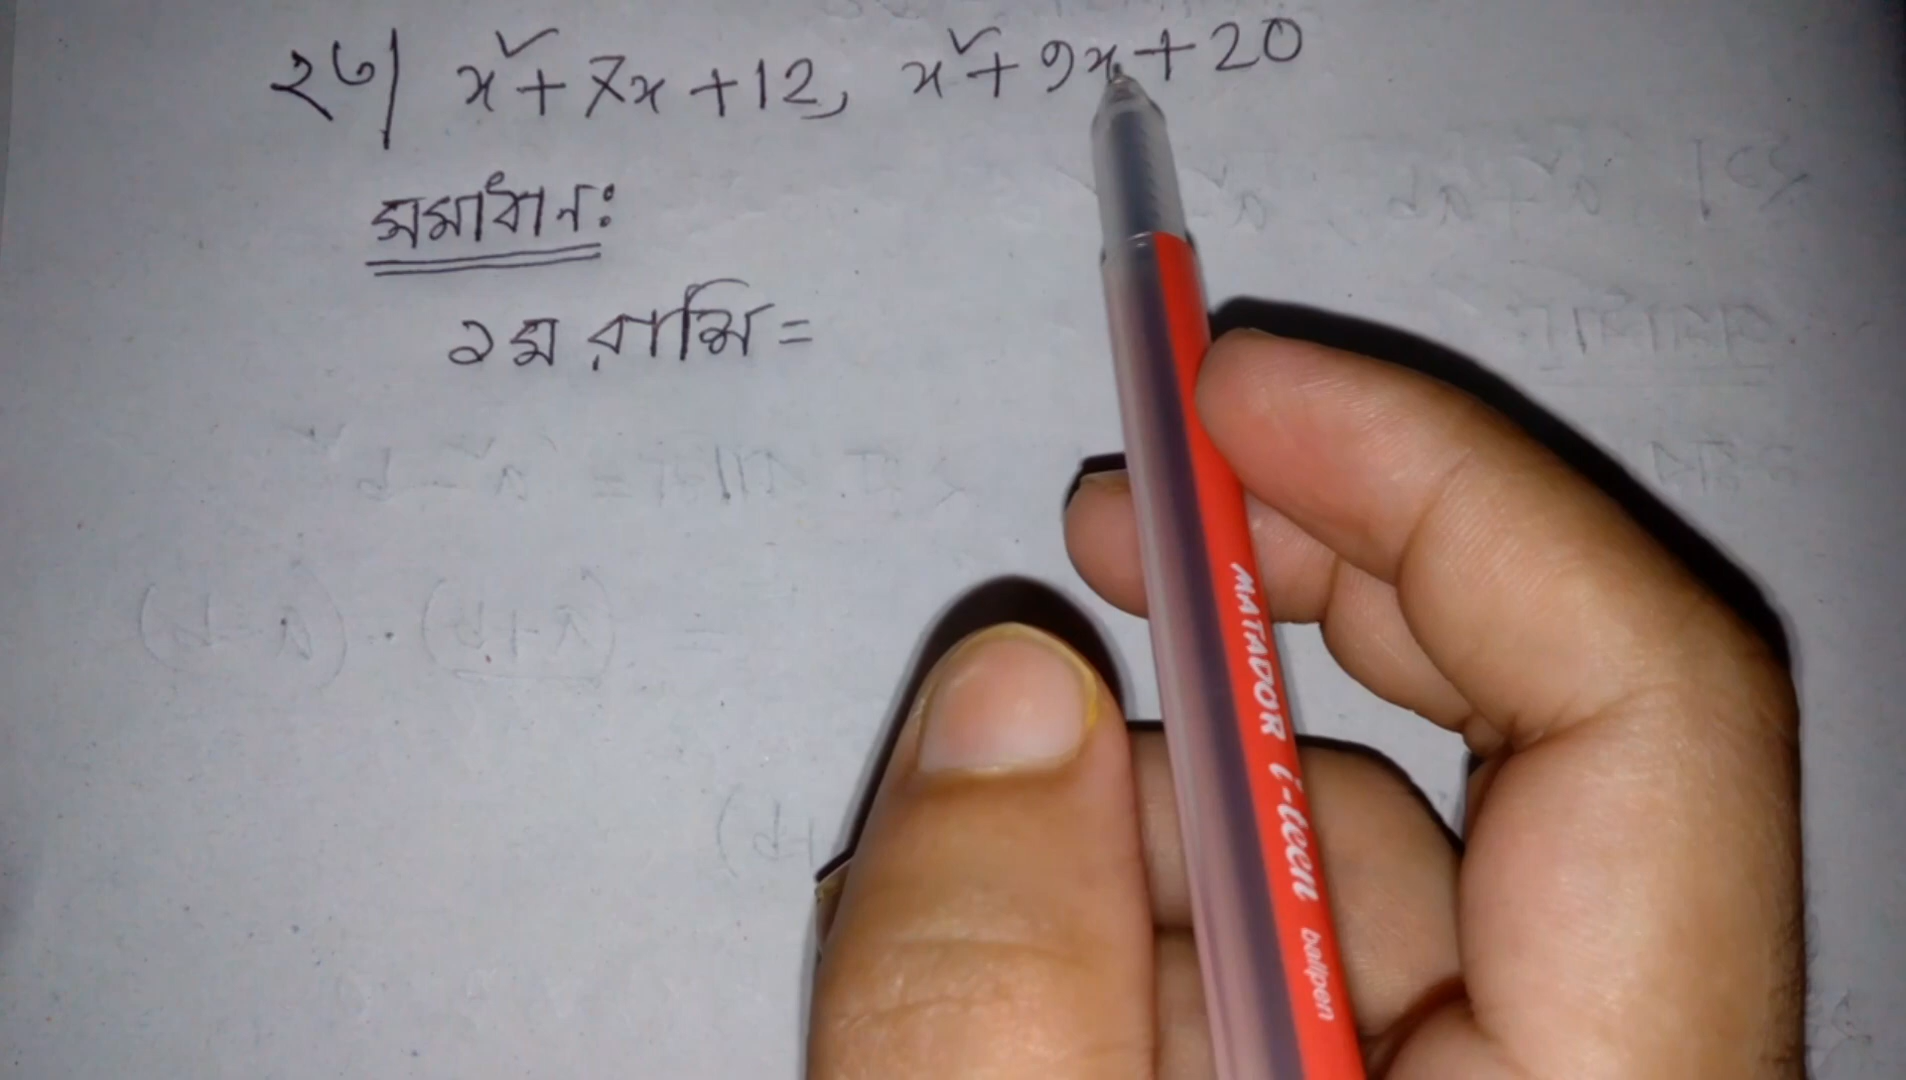 ২৬| x² + 7x + 12, x² + 9x + 20
সমাধান:
১ম রাশি =
MATADOR i-teen ballpen